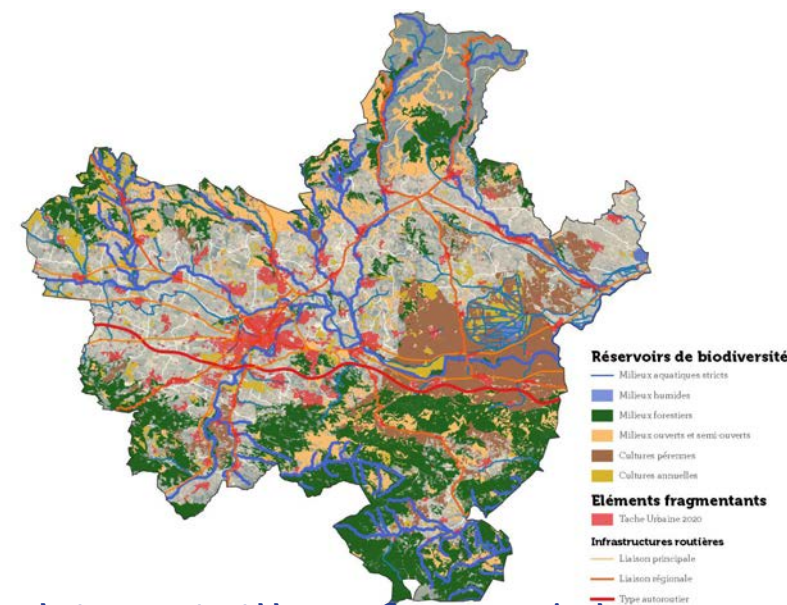 Réservoirs de biodiversité
Milieux aquatiques stricts
Milieux humides
Milieux forestiers
Milieux ouverts et semi-ouverts
Cultures pérennes
Cultures annuelles
Eléments fragmentants
Tache Urbaine 2020
Infrastructures routières
Liaison principale
Liaison régionale
Type autoroutier